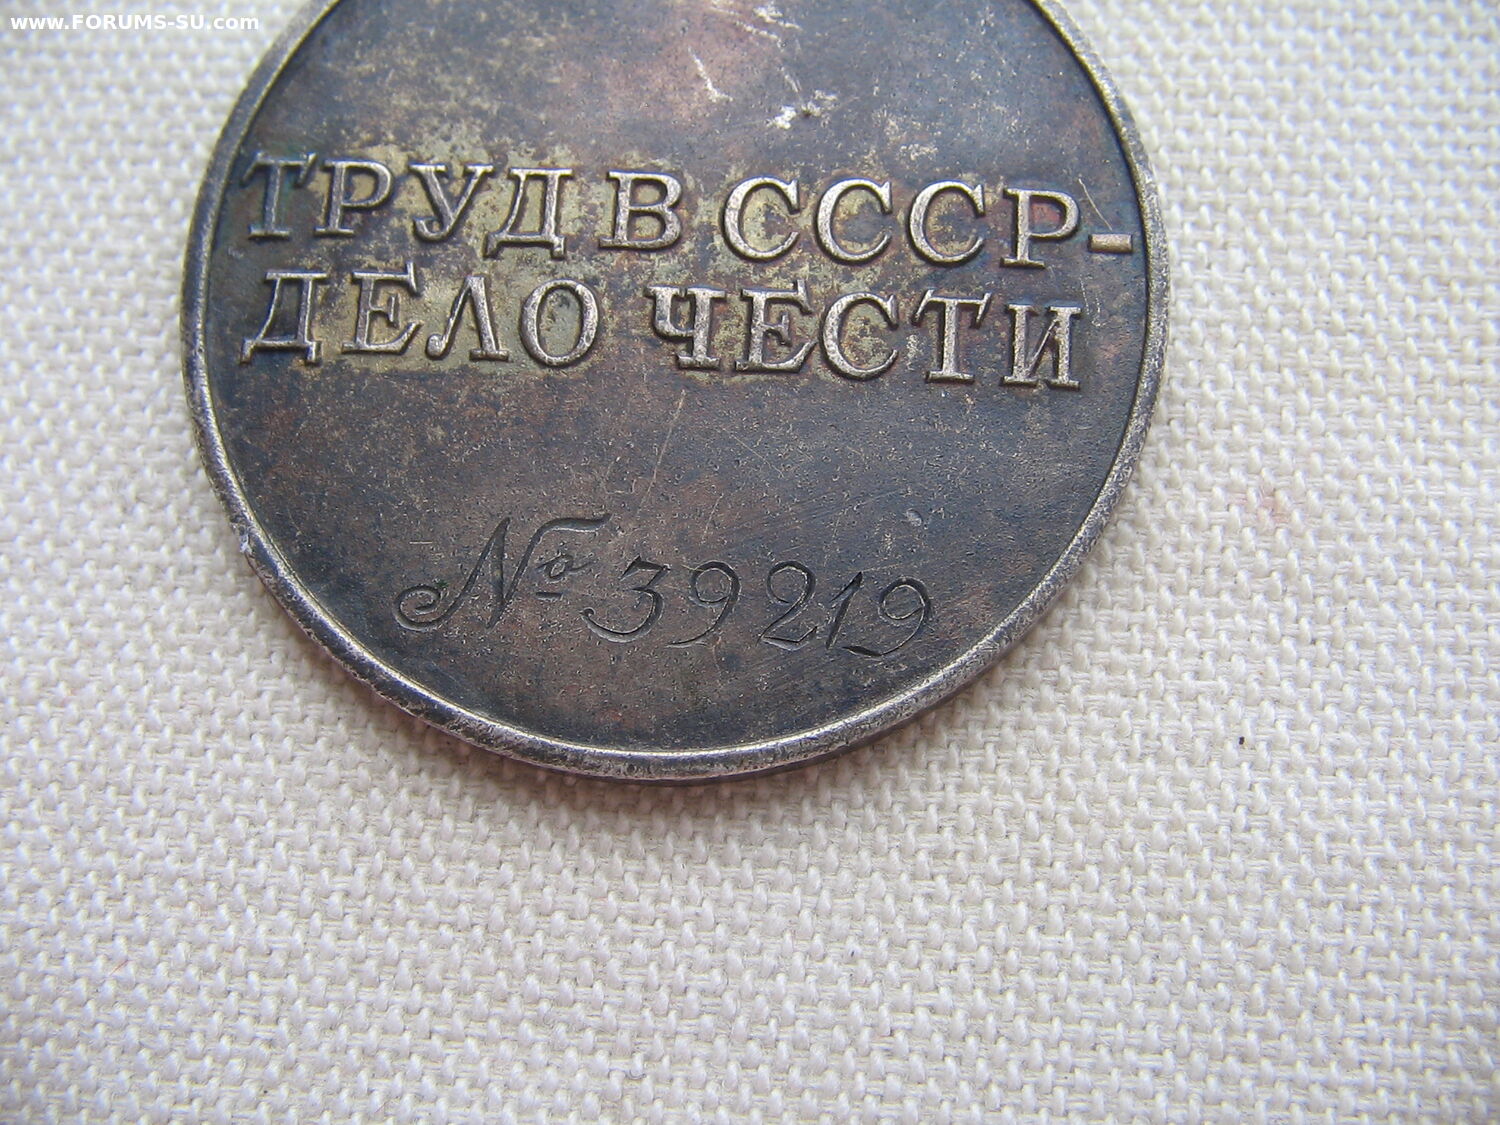 www.FORUMS-SU.com
ТРУД В СССР-
ДЕЛО ЧЕСТИ
№ 39219